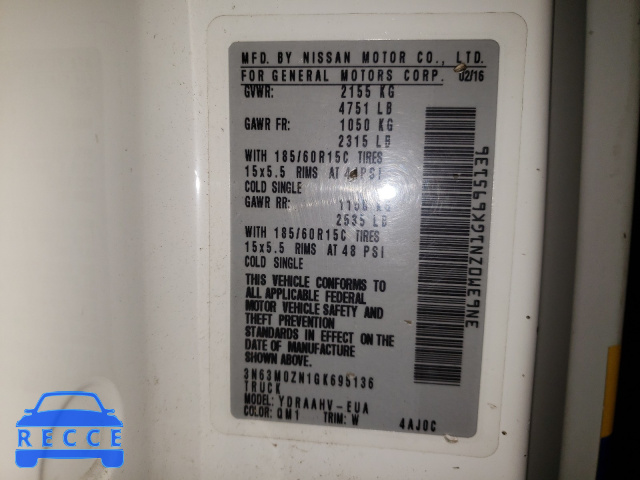 MFD. BY NISSAN MOTOR CO., LTD.
FOR GENERAL MOTORS CORP. 02/16
GVWR: 2155 KG
4751 LB
GAWR FR: 1050 KG
2315 LB
WITH 185/60R15C TIRES
15x5.5 RIMS AT PSI
COLD SINGLE
GAWR RR: KG
2535 LB
WITH 185/60R15C TIRES
15x5.5 RIMS AT 48 PSI
COLD SINGLE
THIS VEHICLE CONFORMS TO
ALL APPLICABLE FEDERAL
MOTOR VEHICLE SAFETY AND
THEFT PREVENTION
STANDARDS IN EFFECT ON THE
DATE OF MANUFACTURE
SHOWN ABOVE.
3N63M0ZN1GK695136
TRUCK
MODEL: YDRAAHV-EUA
COLOR: QM1 TRIM: W 4AJ0C
3N63M0ZN1GK695136
RECCE